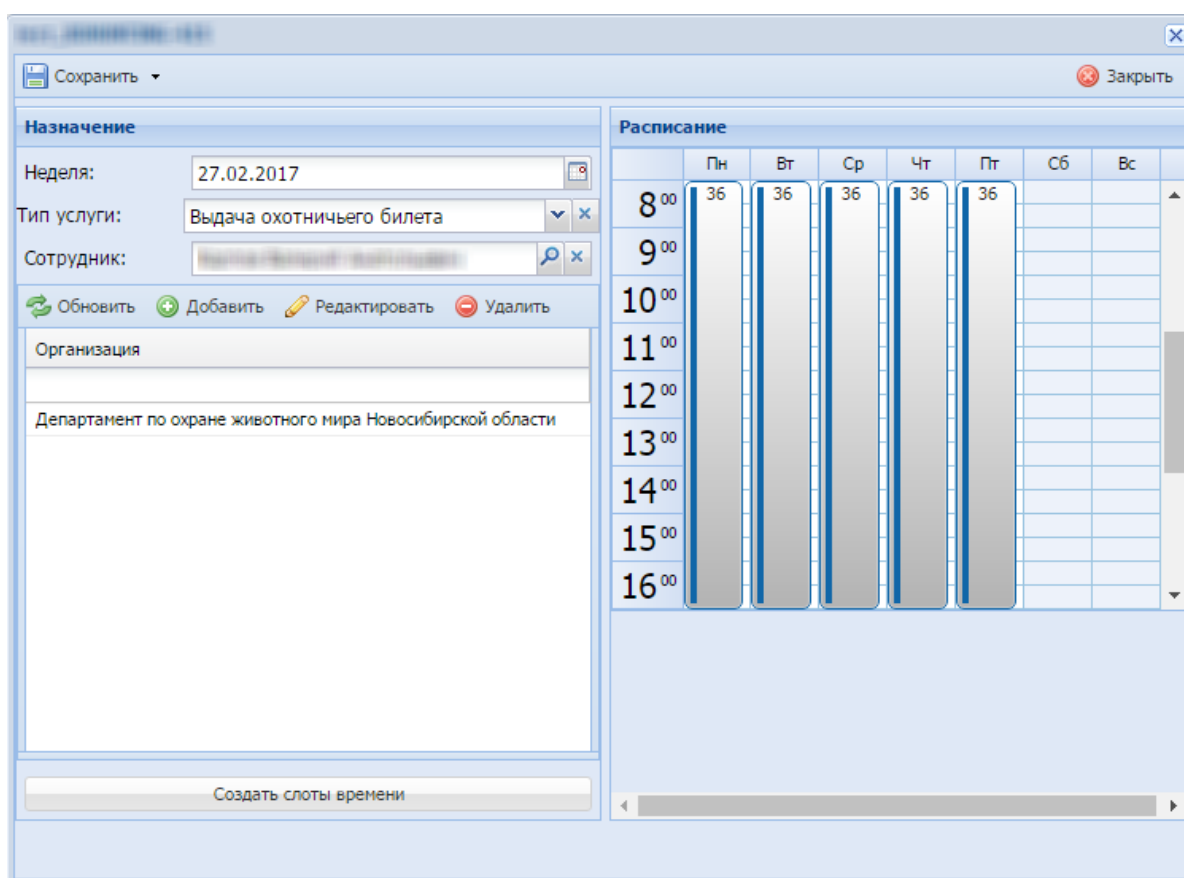 Сохранить
Закрыть
Назначение
Неделя: 27.02.2017
Тип услуги: Выдача охотничьего билета
Сотрудник:
Обновить Добавить Редактировать Удалить
Организация
Департамент по охране животного мира Новосибирской области
Создать слоты времени
Расписание
Пн Вт Ср Чт Пт Сб Вс
8 00 36 36 36 36 36
9 00
10 00
11 00
12 00
13 00
14 00
15 00
16 00